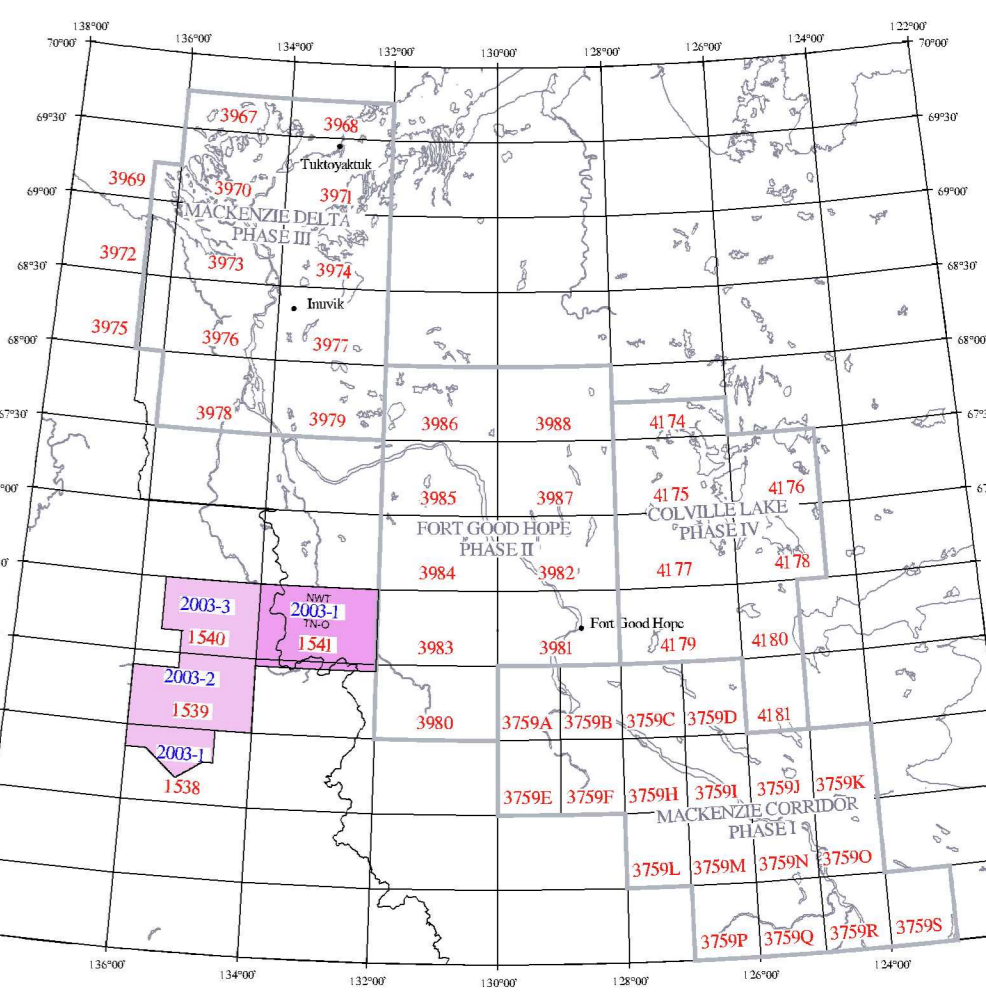 138°00'
136°00'
134°00'
132°00'
130°00'
128°00'
126°00'
124°00'
122°00'
70°00'
70°00'
69°30'
3967
3968
69°30'
Tuktoyaktuk
3969
3970
3971
69°00'
69°00'
MACKENZIE DELTA
PHASE III
3972
3973
3974
68°30'
68°30'
Inuvik
3975
3976
3977
68°00'
68°00'
3978
3979
3986
3988
4174
67°30'
67°3
3985
3987
4175
4176
°00'
67
FORT GOOD HOPE
PHASE II
COLVILLE LAKE
PHASE IV
3984
3982
4177
4178
0'
2003-3
NWT
2003-1
TN-O
Fort Good Hope
1540
1541
3983
3981
4179
4180
2003-2
1539
3980
3759A
3759B
3759C
3759D
4181
2003-1
1538
3759E
3759F
3759H
3759I
3759J
3759K
MACKENZIE CORRIDOR
PHASE I
3759L
3759M
3759N
3759O
3759P
3759Q
3759R
3759S
136°00'
134°00'
132°00'
130°00'
128°00'
126°00'
124°00'